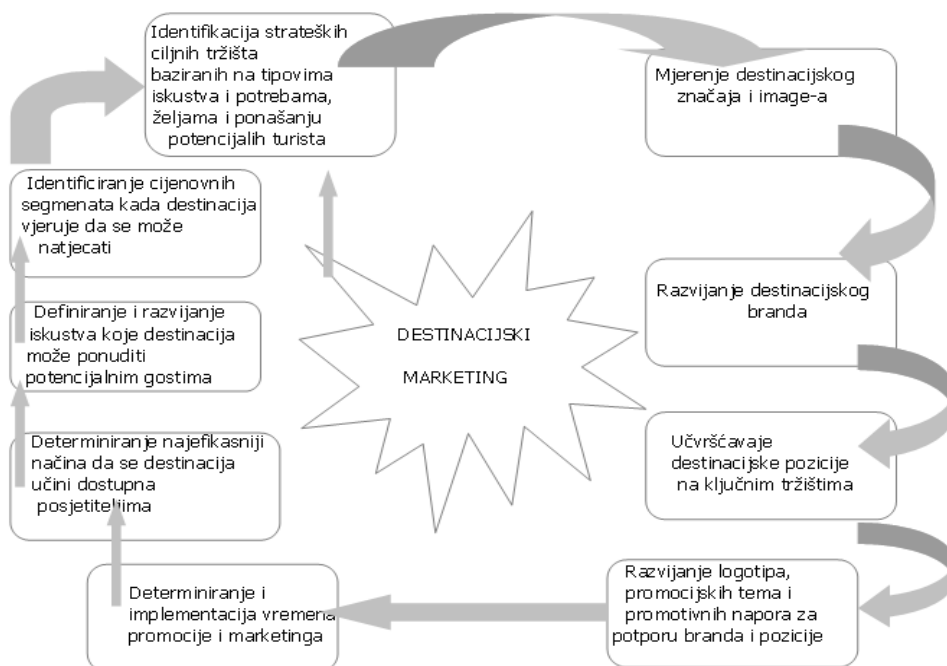 Identifikacija strateških
ciljnih tržišta
baziranih na tipovima
iskustva i potrebama,
željama i ponašanju
potencijalih turista
Mjerenje destinacijskog
značaja i image-a
Razvijanje destinacijskog
branda
Učvršćavaje
destinacijske pozicije
na ključnim tržištima
Razvijanje logotipa,
promocijskih tema i
promotivnih napora za
potporu branda i pozicije
Determiniranje i
implementacija vremena
promocije i marketinga
Determiniranje najefikasniji
načina da se destinacija
učini dostupna
posjetiteljima
Definiranje i razvijanje
iskustva koje destinacija
može ponuditi
potencijalnim gostima
Identificiranje cijenovnih
segmenata kada destinacija
vjeruje da se može
natjecati
DESTINACIJSKI
MARKETING